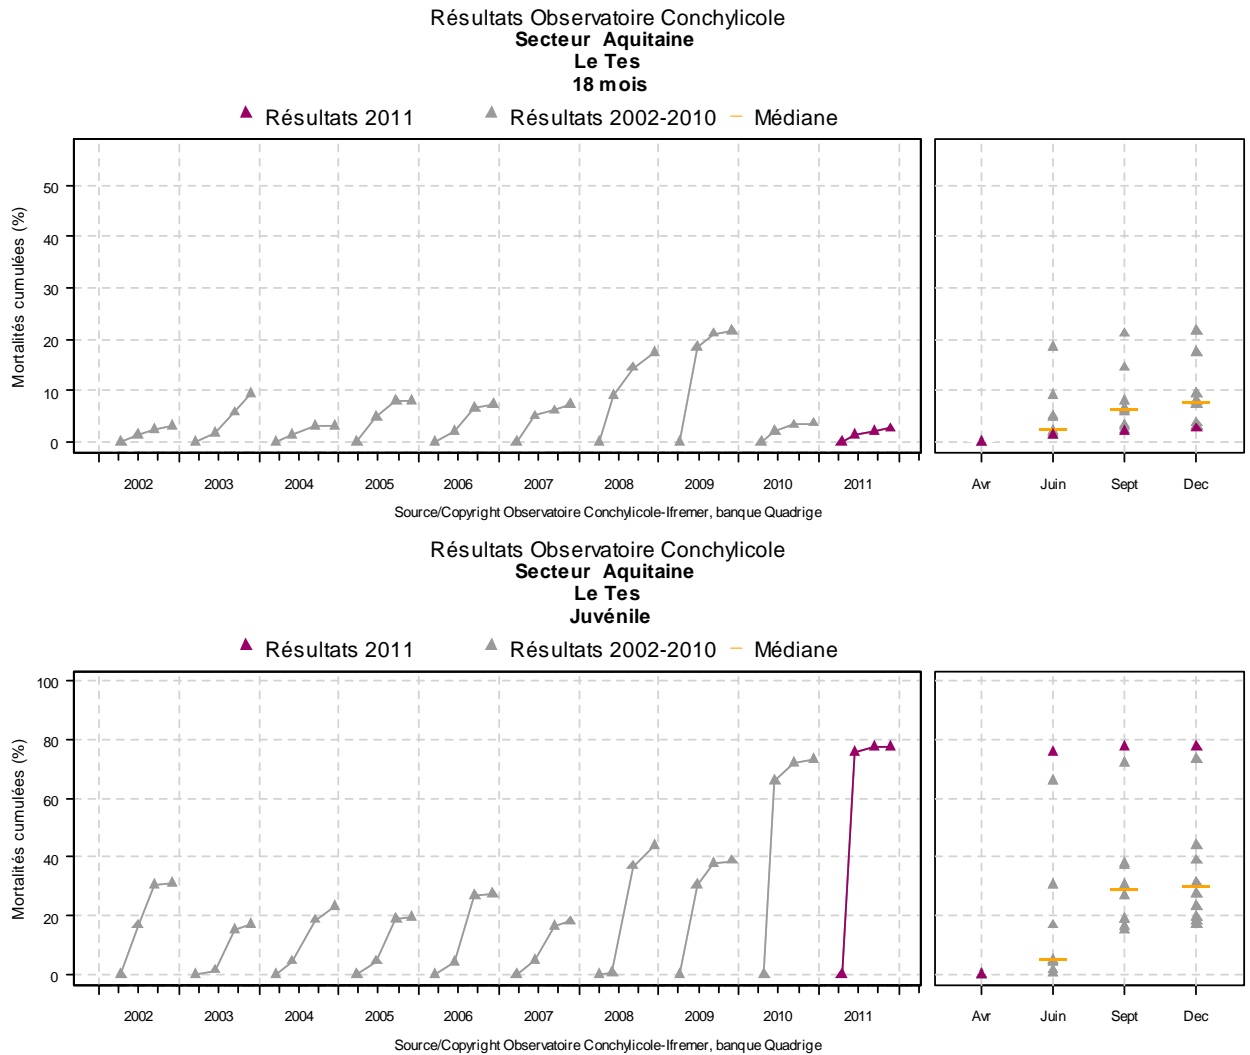 Résultats Observatoire Conchylicole
Secteur Aquitaine
Le Tes
18 mois
Résultats 2011 Résultats 2002-2010 Médiane
Mortalités cumulées (%)
50
40
30
20
10
0
2002 2003 2004 2005 2006 2007 2008 2009 2010 2011
Avr Juin Sept Dec
Source/Copyright Observatoire Conchylicole-Ifremer, banque Quadrige
Résultats Observatoire Conchylicole
Secteur Aquitaine
Le Tes
Juvénile
Résultats 2011 Résultats 2002-2010 Médiane
Mortalités cumulées (%)
100
80
60
40
20
0
2002 2003 2004 2005 2006 2007 2008 2009 2010 2011
Avr Juin Sept Dec
Source/Copyright Observatoire Conchylicole-Ifremer, banque Quadrige